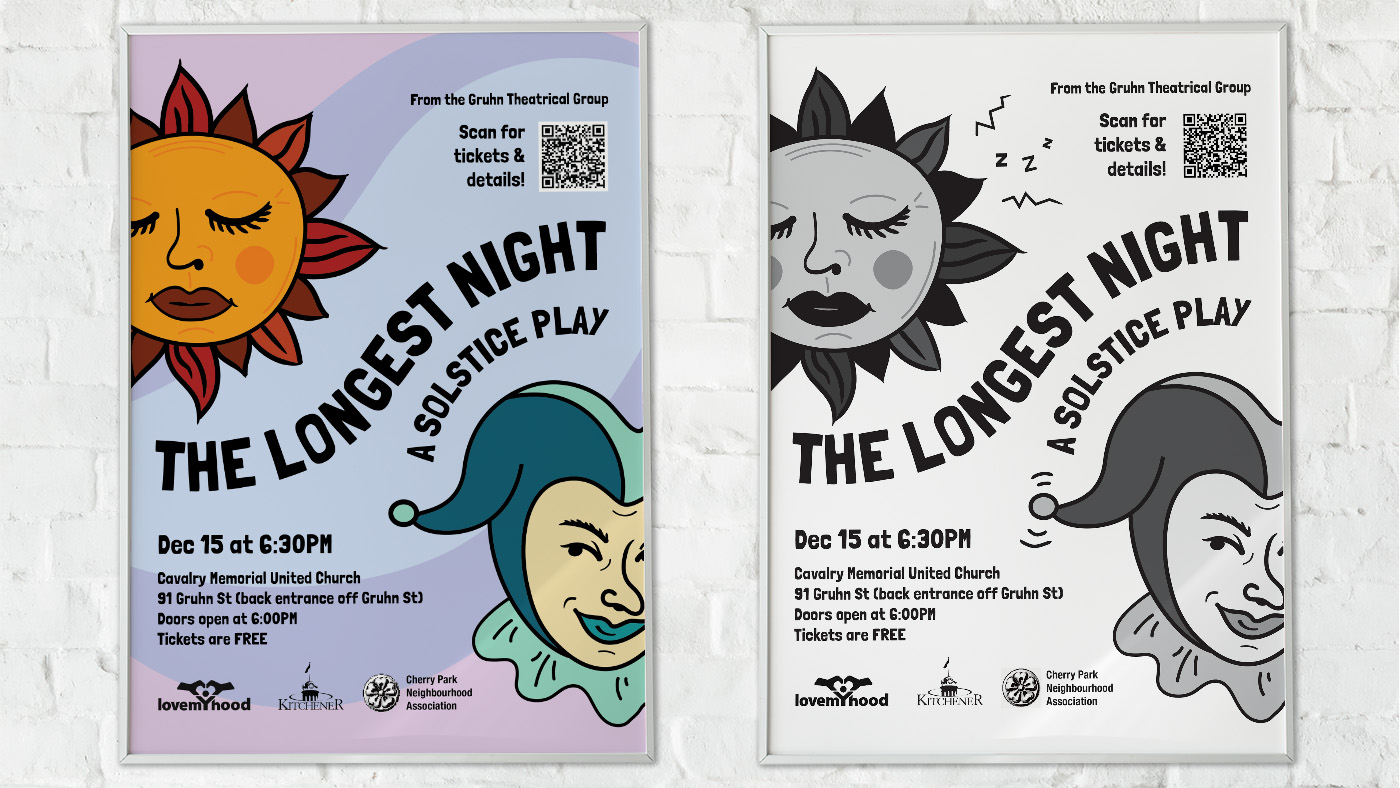 From the Gruhn Theatrical Group
Scan for
tickets &
details!
THE LONGEST NIGHT
A SOLSTICE PLAY
Dec 15 at 6:30PM
Cavalry Memorial United Church
91 Gruhn St (back entrance off Gruhn St)
Doors open at 6:00PM
Tickets are FREE
lovemyhood
KITCHENER
Cherry Park
Neighbourhood
Association
From the Gruhn Theatrical Group
Scan for
tickets &
details!
z z z
THE LONGEST NIGHT
A SOLSTICE PLAY
Dec 15 at 6:30PM
Cavalry Memorial United Church
91 Gruhn St (back entrance off Gruhn St)
Doors open at 6:00PM
Tickets are FREE
lovemyhood
KITCHENER
Cherry Park
Neighbourhood
Association